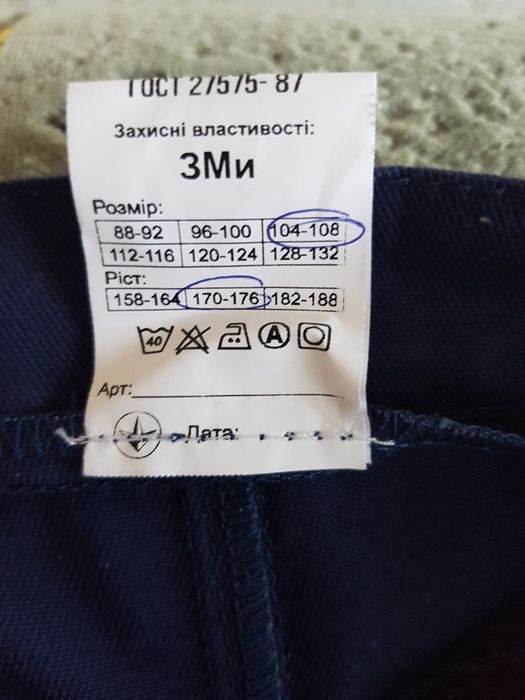 ГОСТ 27575-87
Захисні властивості:
ЗМи
Розмір:
88-92 96-100 104-108
112-116 120-124 128-132
Ріст:
158-164 170-176 182-188
40 A
Арт:
Дата: